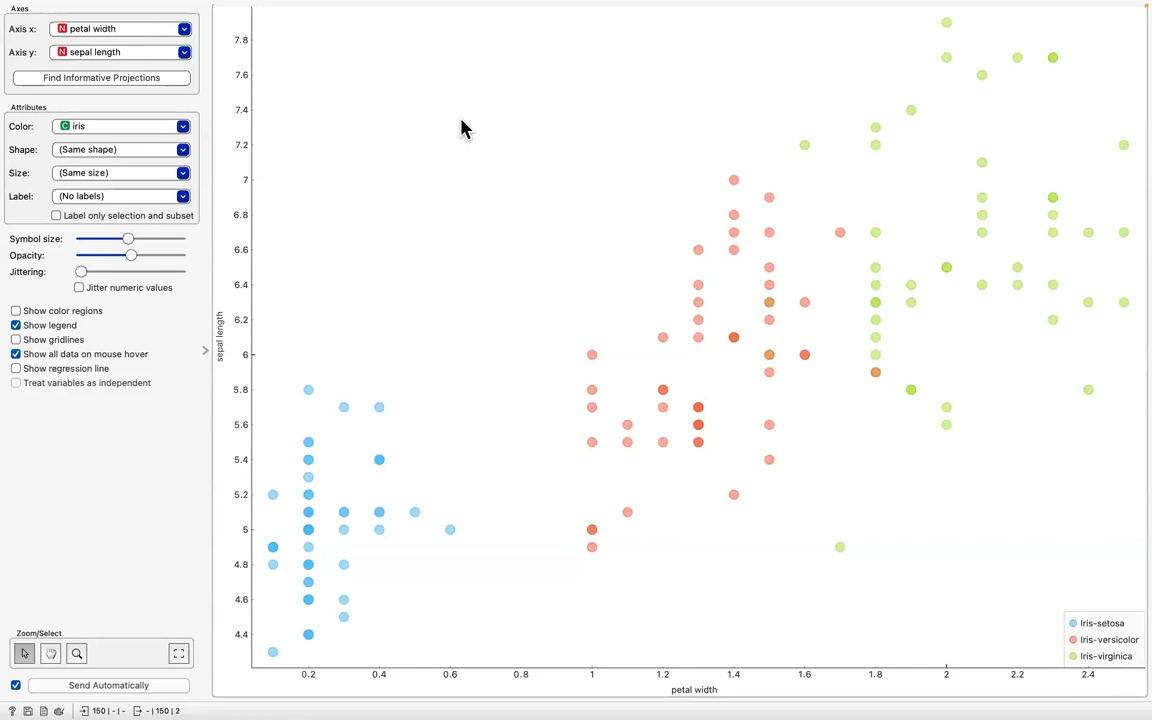 Axes
Axis x: N petal width
Axis y: N sepal length
Find Informative Projections
Attributes
Color: C iris
Shape: (Same shape)
Size: (Same size)
Label: (No labels)
Label only selection and subset
Symbol size:
Opacity:
Jittering:
Jitter numeric values
Show color regions
Show legend
Show gridlines
Show all data on mouse hover
Show regression line
Treat variables as independent
Zoom/Select
Send Automatically
? 150 | - | - - | 150 | 2
sepal length
7.8
7.6
7.4
7.2
7
6.8
6.6
6.4
6.2
6
5.8
5.6
5.4
5.2
5
4.8
4.6
4.4
0.2 0.4 0.6 0.8 1 1.2 1.4 1.6 1.8 2 2.2 2.4
petal width
Iris-setosa
Iris-versicolor
Iris-virginica